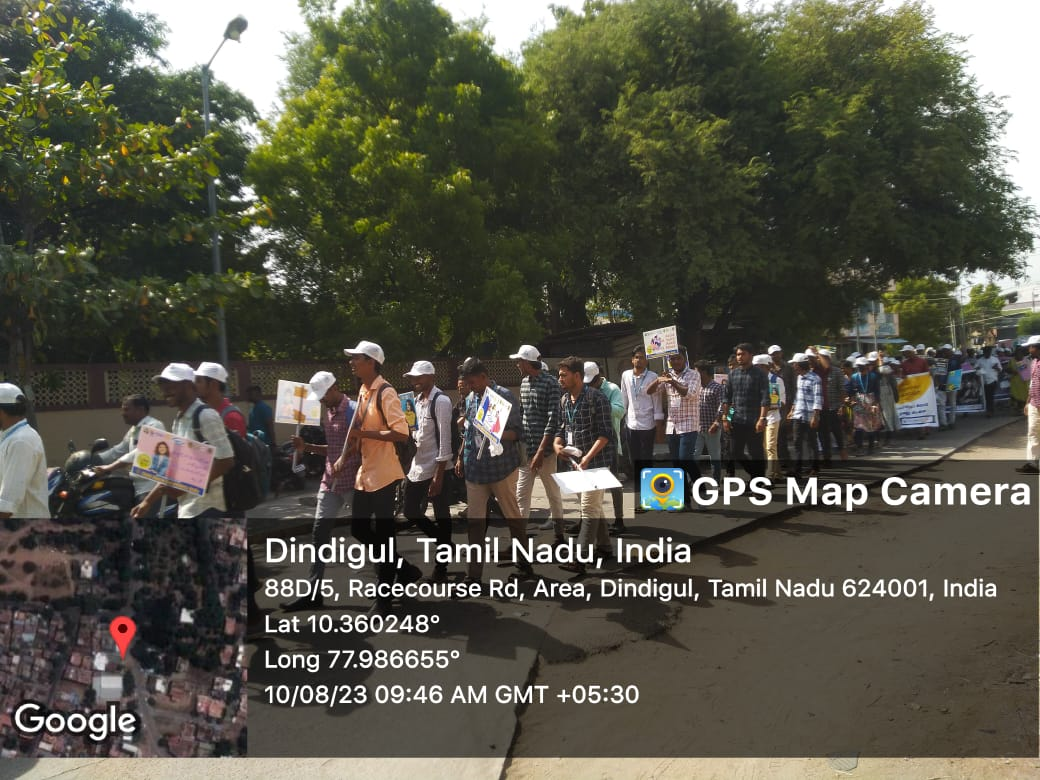 GPS Map Camera
Dindigul, Tamil Nadu, India
88D/5, Racecourse Rd, Area, Dindigul, Tamil Nadu 624001, India
Lat 10.360248°
Long 77.986655°
10/08/23 09:46 AM GMT +05:30
Google